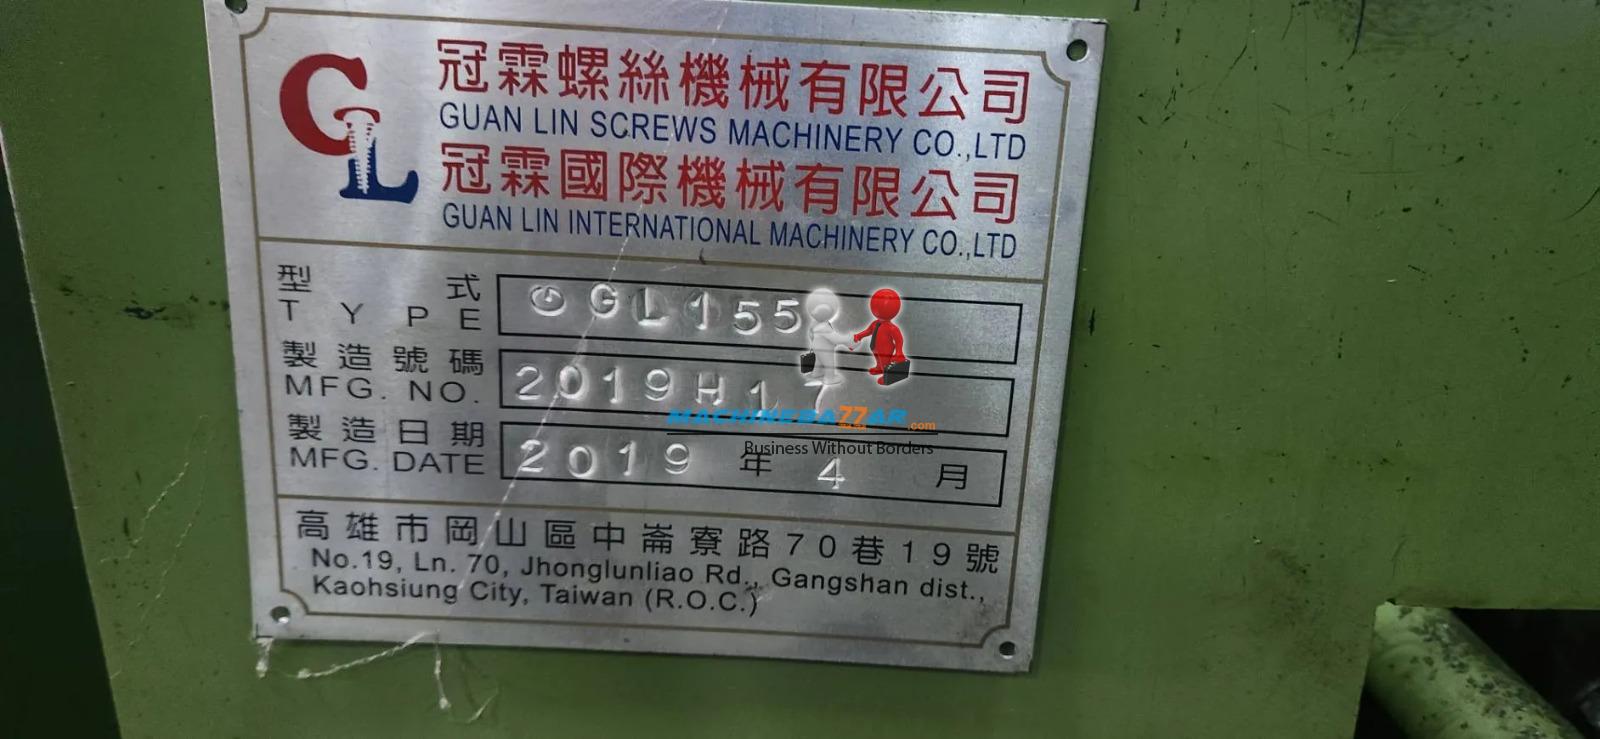 GL
冠霖螺絲機械有限公司
GUAN LIN SCREWS MACHINERY CO.,LTD
冠霖國際機械有限公司
GUAN LIN INTERNATIONAL MACHINERY CO.,LTD
型式
TYPE GGL155
製造號碼
MFG. NO. 2019H17
MACHINEBAZZAR.com
Business Without Borders
製造日期
MFG. DATE 2019 年 4 月
高雄市岡山區中崙寮路70巷19號
No.19, Ln. 70, Jhonglunliao Rd., Gangshan dist.,
Kaohsiung City, Taiwan (R.O.C.)